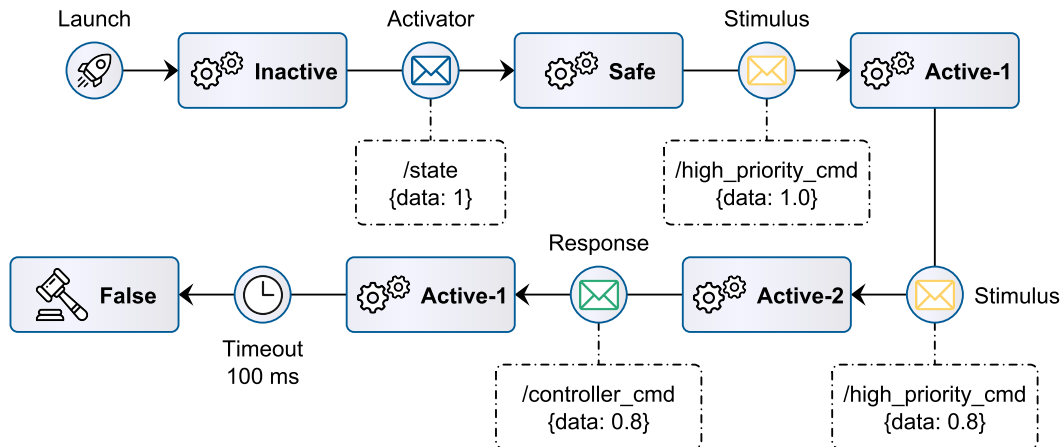 Launch
Activator
Stimulus
Inactive
Safe
Active-1
/state
{data: 1}
/high_priority_cmd
{data: 1.0}
Response
False
Active-1
Active-2
Stimulus
Timeout
100 ms
/controller_cmd
{data: 0.8}
/high_priority_cmd
{data: 0.8}